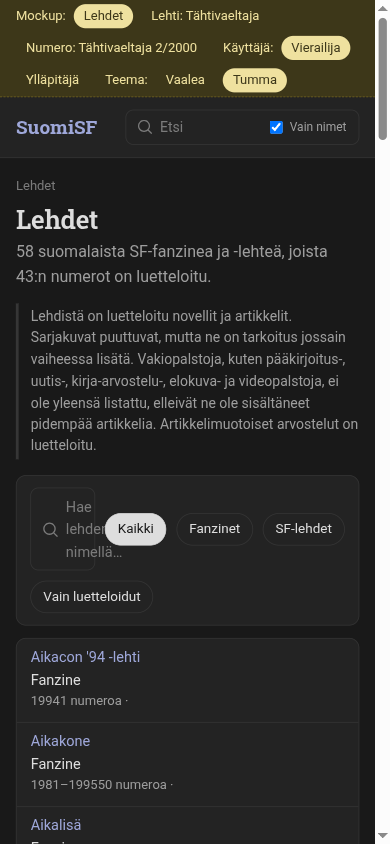 Mockup: Lehdet Lehti: Tähtivaeltaja
Numero: Tähtivaeltaja 2/2000 Käyttäjä: Vierailija
Ylläpitäjä Teema: Vaalea Tumma
SuomiSF Etsi Vain nimet
Lehdet
Lehdet
58 suomalaista SF-fanzinea ja -lehteä, joista
43:n numerot on luetteloitu.
Lehdistä on luetteloitu novellit ja artikkelit.
Sarjakuvat puuttuvat, mutta ne on tarkoitus jossain
vaiheessa lisätä. Vakiopalstoja, kuten pääkirjoitus-,
uutis-, kirja-arvostelu-, elokuva- ja videopalstoja, ei
ole yleensä listattu, elleivät ne ole sisältäneet
pidempää artikkelia. Artikkelimuotoiset arvostelut on
luetteloitu.
Hae
lehden
nimellä...
Kaikki Fanzinet SF-lehdet
Vain luetteloidut
Aikacon '94 -lehti
Fanzine
19941 numeroa ·
Aikakone
Fanzine
1981–199550 numeroa ·
Aikalisä